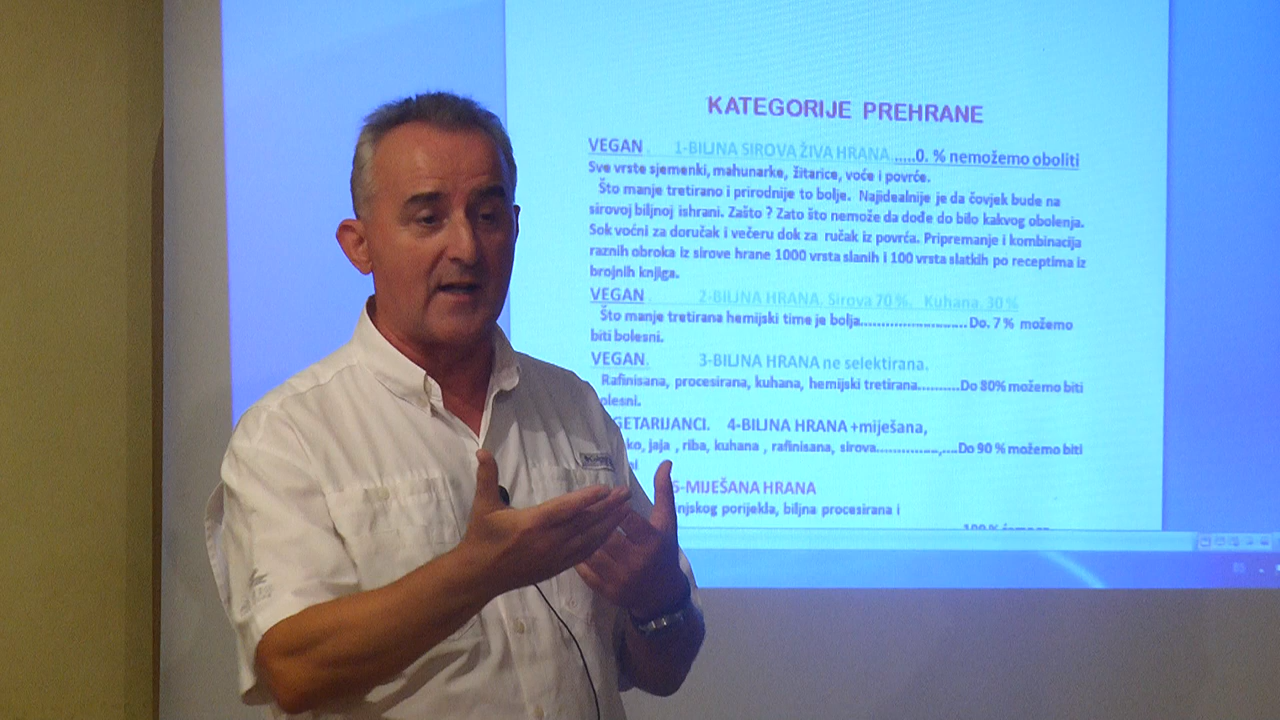 KATEGORIJE PREHRANE
VEGAN. 1-BILJNA SIROVA ŽIVA HRANA.....0. % nemožemo oboliti
Sve vrste sjemenki, mahunarke, žitarice, voće i povrće.
Što manje tretirano i prirodnije to bolje. Najidealnije je da čovjek bude na
sirovoj biljnoj ishrani. Zašto ? Zato što nemože da dođe do bilo kakvog obolenja.
Sok voćni za doručak i večeru dok za ručak iz povrća. Pripremanje i kombinacija
raznih obroka iz sirove hrane 1000 vrsta slanih i 100 vrsta slatkih po receptima iz
brojnih knjiga.
VEGAN. 2-BILJNA HRANA. Sirova 70 %. Kuhana. 30 %
Što manje tretirana hemijski time je bolja........................... Do. 7 % možemo
biti bolesni.
VEGAN. 3-BILJNA HRANA ne selektirana.
Rafinisana, procesirana, kuhana, hemijski tretirana..........Do 80% možemo biti
olesni.
GETARIJANCI. 4-BILJNA HRANA +miješana,
ko, jaja , riba, kuhana , rafinisana, sirova................,....Do 90 % možemo biti
5-MIJEŠANA HRANA
njskog porijekla, biljna procesirana i
100 %